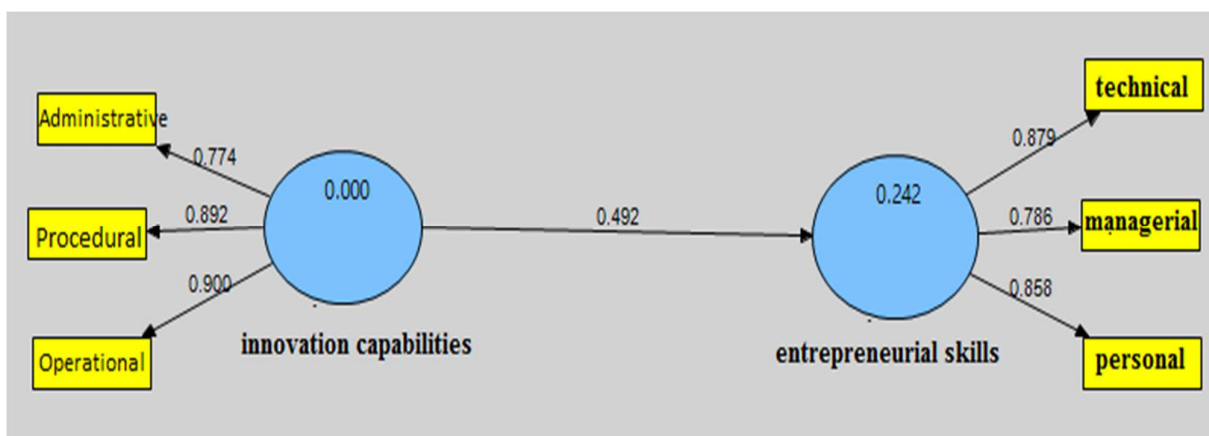 technical
Administrative
0.774
0.879
0.000
0.242
0.892
0.492
0.786
managerial
Procedural
0.900
0.858
innovation capabilities
entrepreneurial skills
Operational
personal